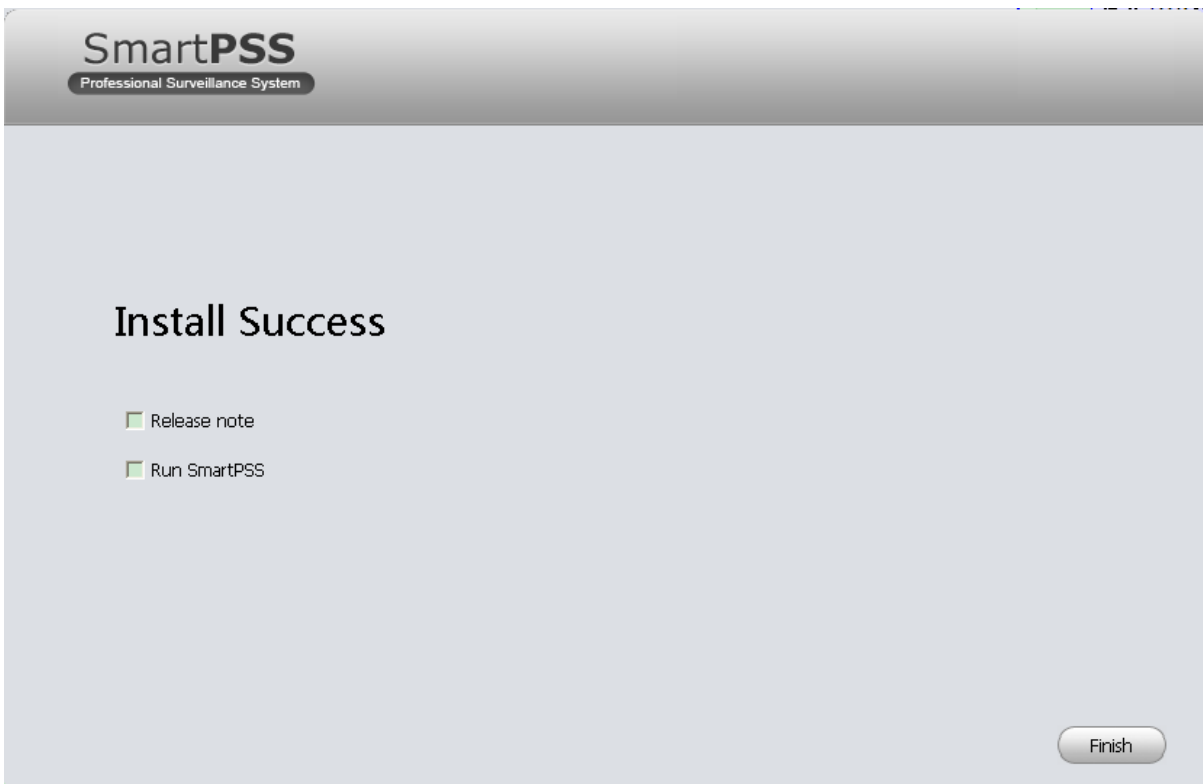 SmartPSS
Professional Surveillance System
Install Success
Release note
Run SmartPSS
Finish